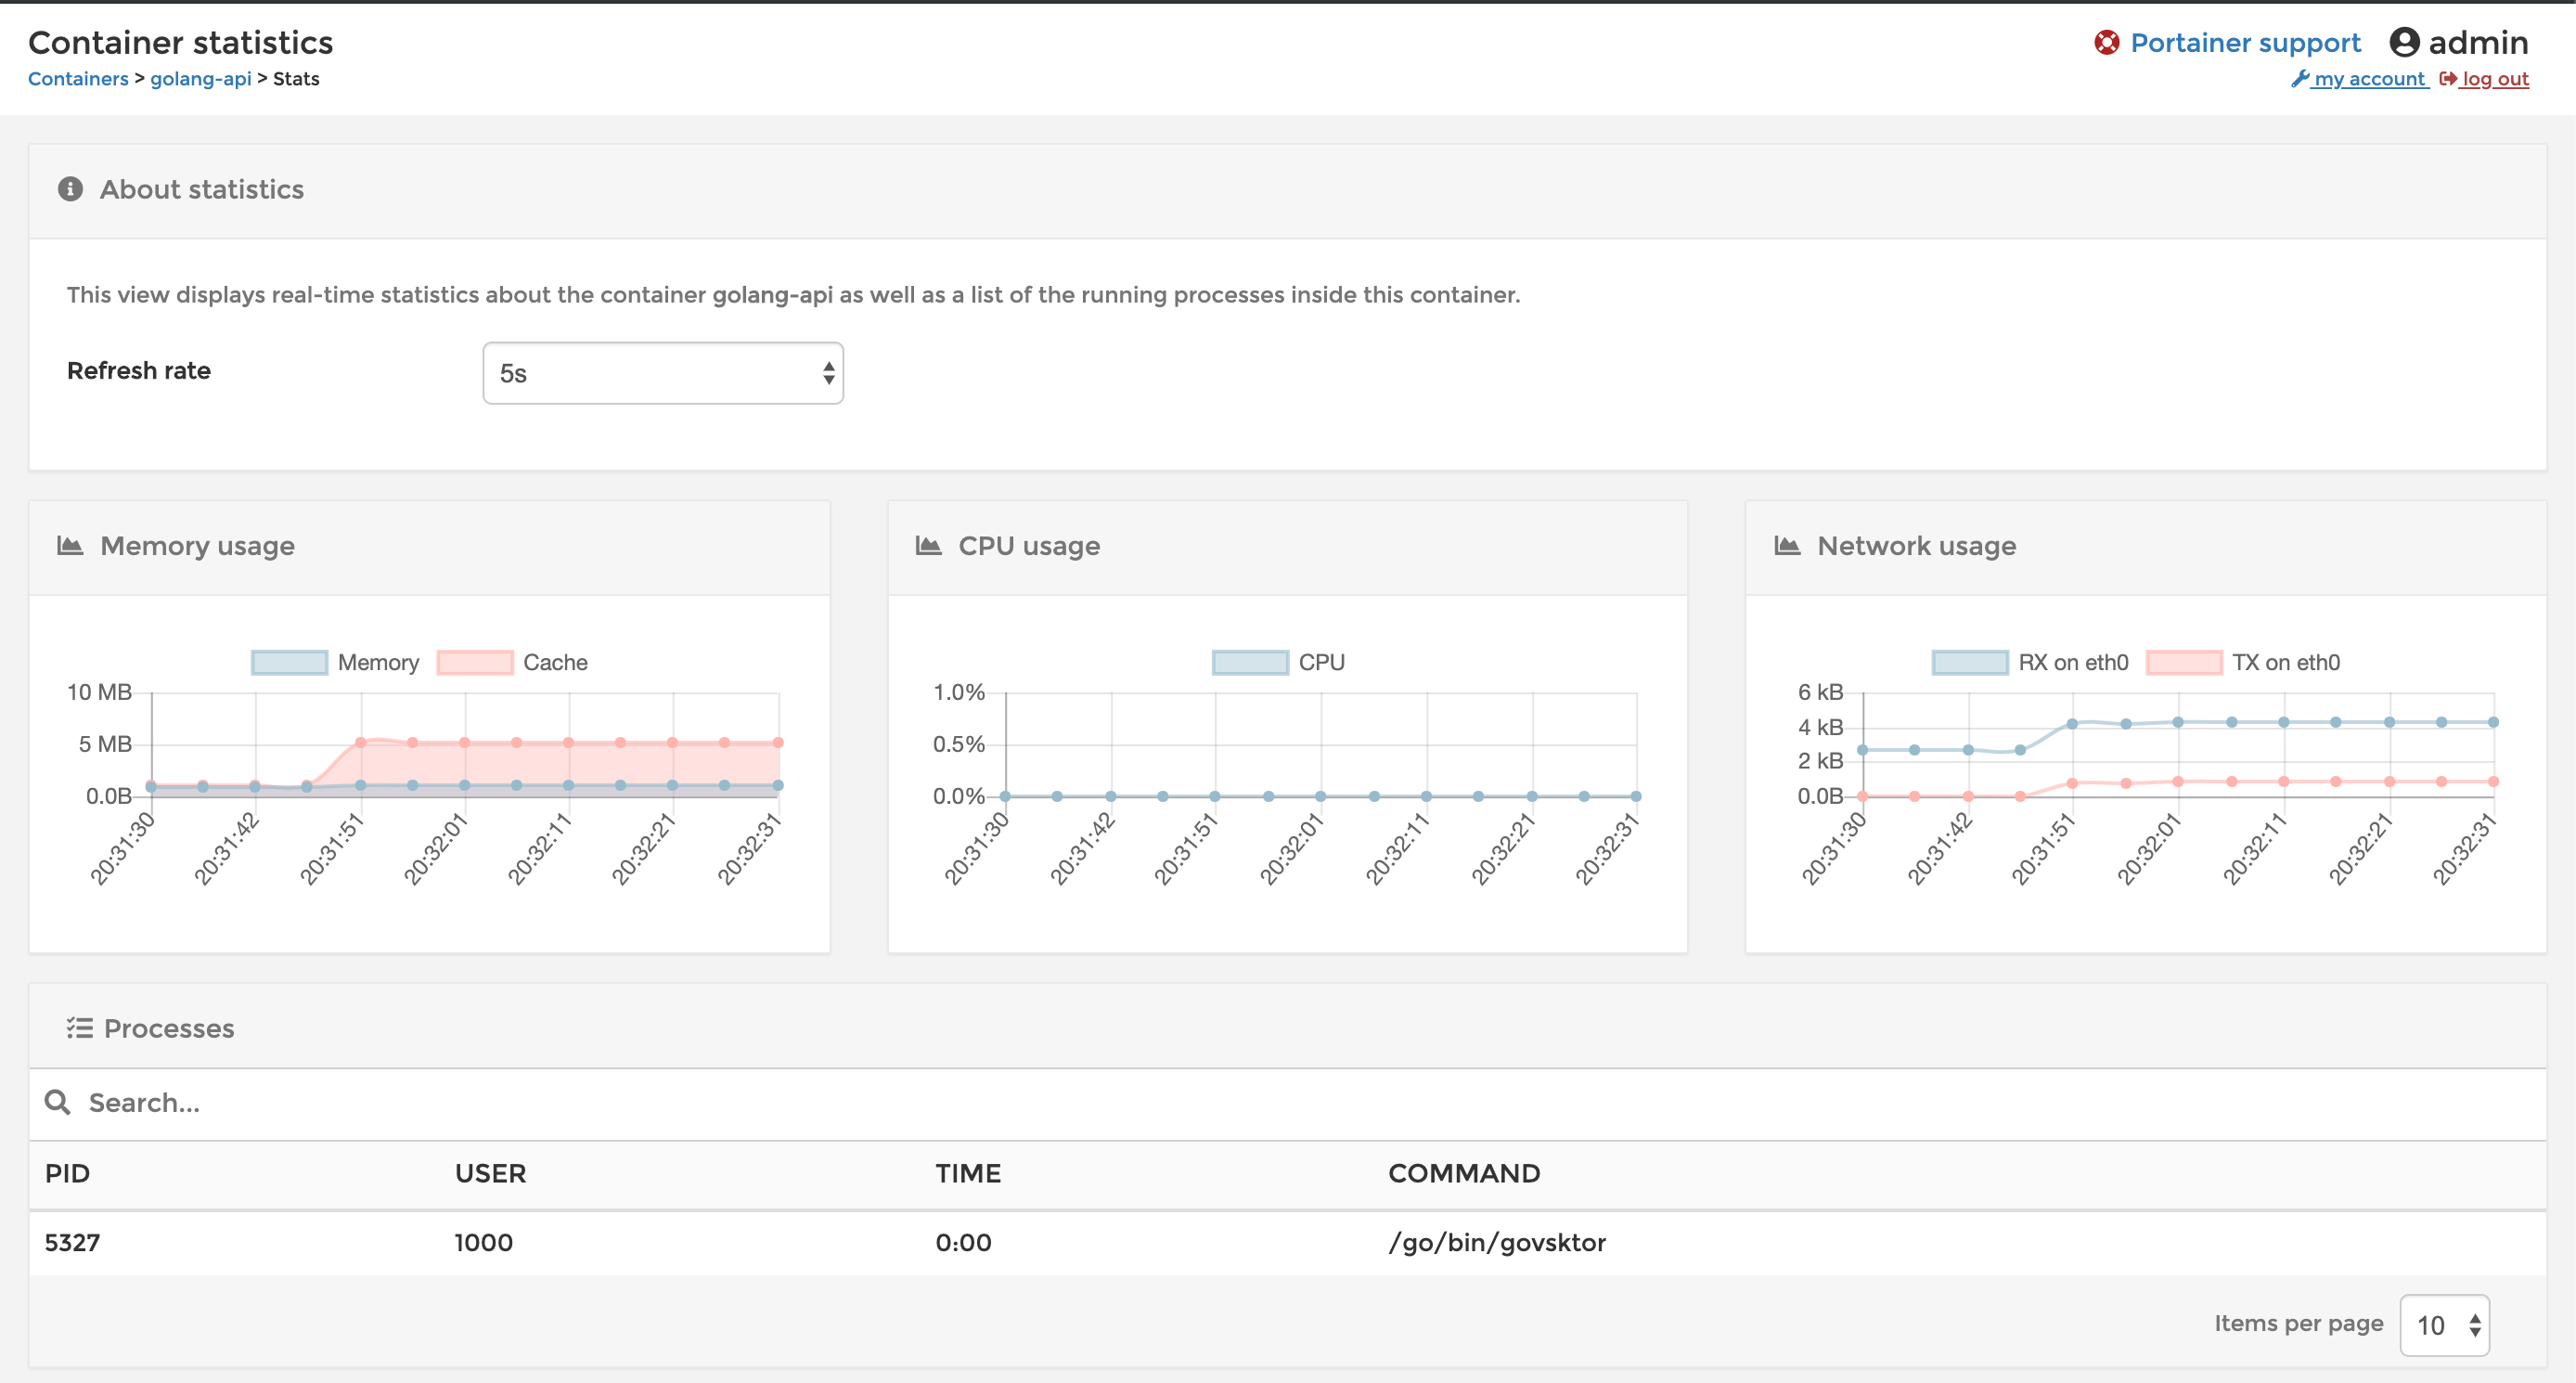 Container statistics
Portainer support admin
Containers > golang-api > Stats
my account log out
About statistics
This view displays real-time statistics about the container golang-api as well as a list of the running processes inside this container.
Refresh rate 5s
Memory usage
Memory Cache
10 MB
5 MB
0.0B
20:31:30 20:31:42 20:31:51 20:32:01 20:32:11 20:32:21 20:32:31
CPU usage
CPU
1.0%
0.5%
0.0%
20:31:30 20:31:42 20:31:51 20:32:01 20:32:11 20:32:21 20:32:31
Network usage
RX on eth0 TX on eth0
6 kB
4 kB
2 kB
0.0B
20:31:30 20:31:42 20:31:51 20:32:01 20:32:11 20:32:21 20:32:31
Processes
Search...
PID USER TIME COMMAND
5327 1000 0:00 /go/bin/govsktor
Items per page 10